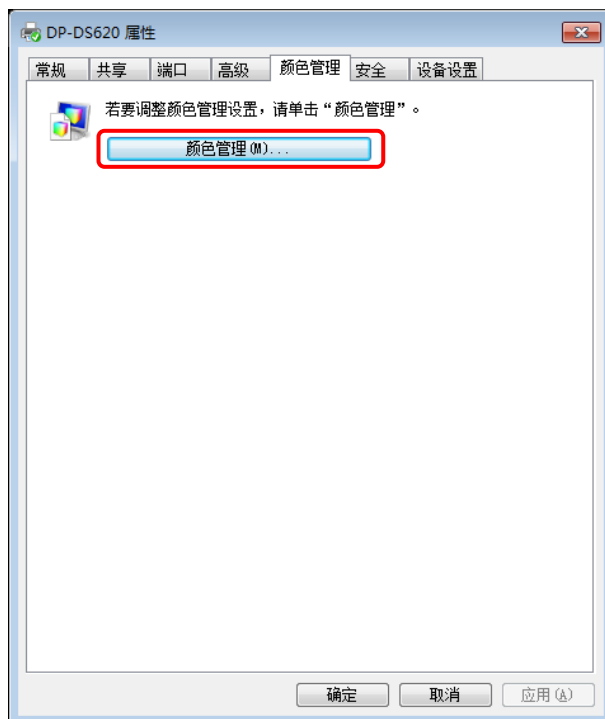 DP-DS620 属性
常规 共享 端口 高级 颜色管理 安全 设备设置
若要调整颜色管理设置，请单击“颜色管理”。
颜色管理(M)...
确定 取消 应用(A)